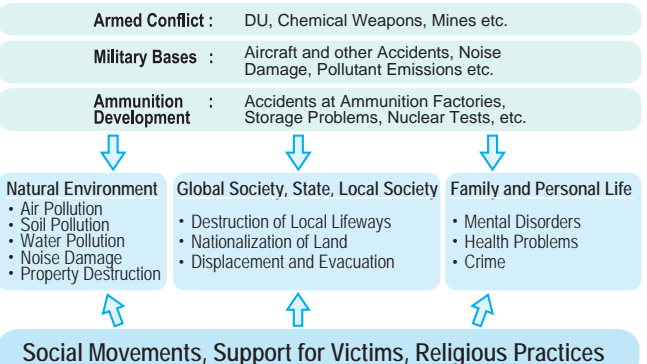 Armed Conflict : DU, Chemical Weapons, Mines etc.
Military Bases : Aircraft and other Accidents, Noise
Damage, Pollutant Emissions etc.
Ammunition : Accidents at Ammunition Factories,
Development Storage Problems, Nuclear Tests, etc.
Natural Environment
• Air Pollution
• Soil Pollution
• Water Pollution
• Noise Damage
• Property Destruction
Global Society, State, Local Society
• Destruction of Local Lifeways
• Nationalization of Land
• Displacement and Evacuation
Family and Personal Life
• Mental Disorders
• Health Problems
• Crime
Social Movements, Support for Victims, Religious Practices